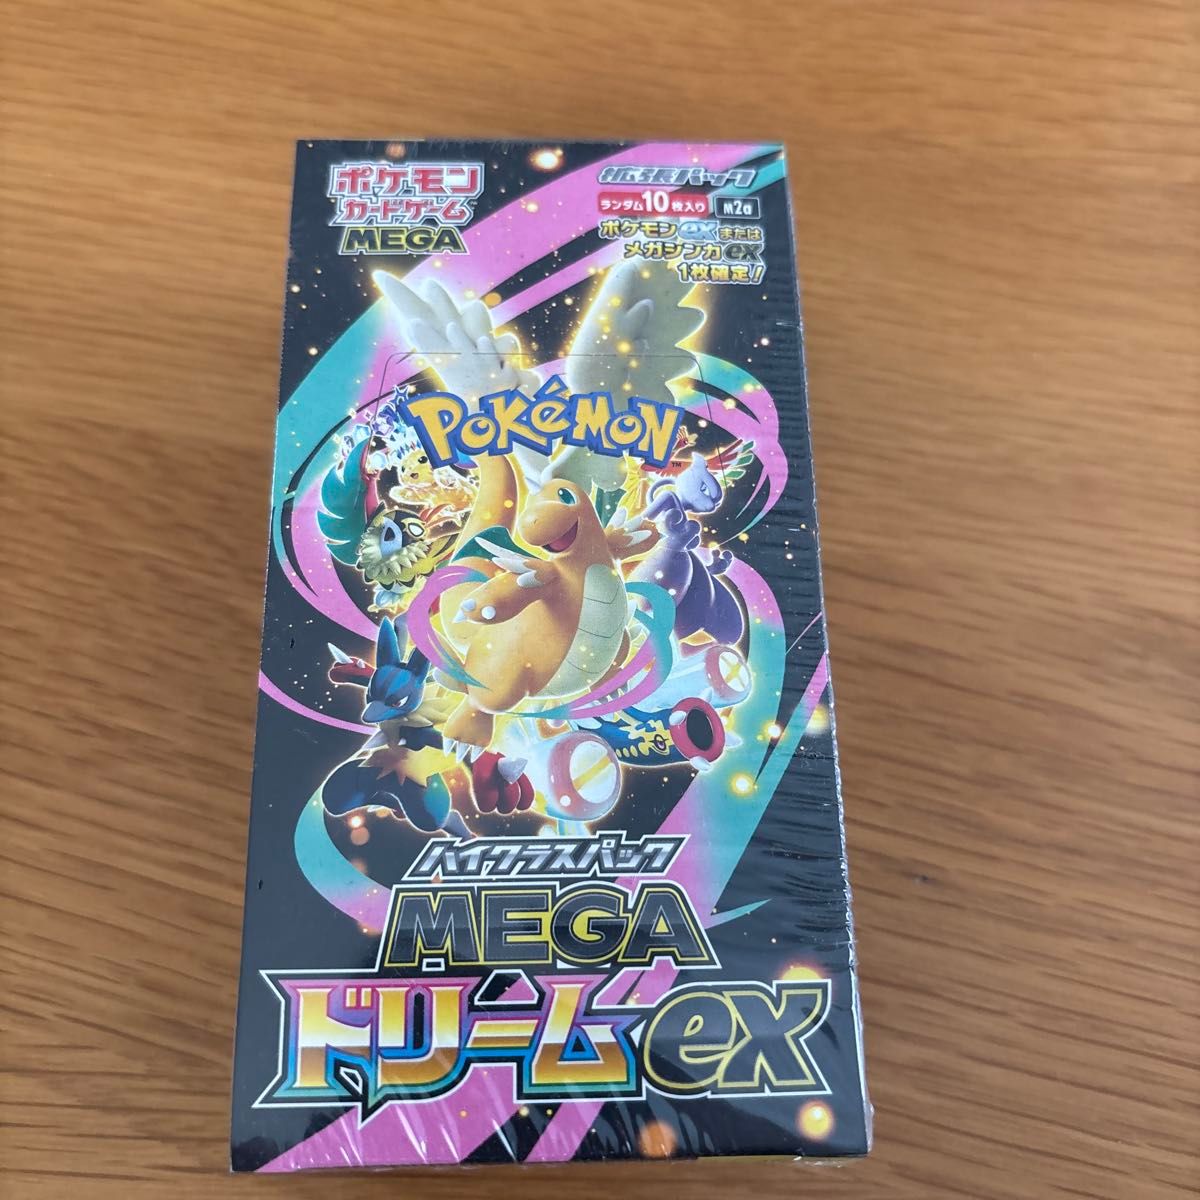 ポケモン
カードゲーム
MEGA
拡張パック
ランダム10枚入り M2a
ポケモンexまたは
メガシンカex
1枚確定!
POKéMON
TM
ハイクラスパック
MEGA
ドリームex